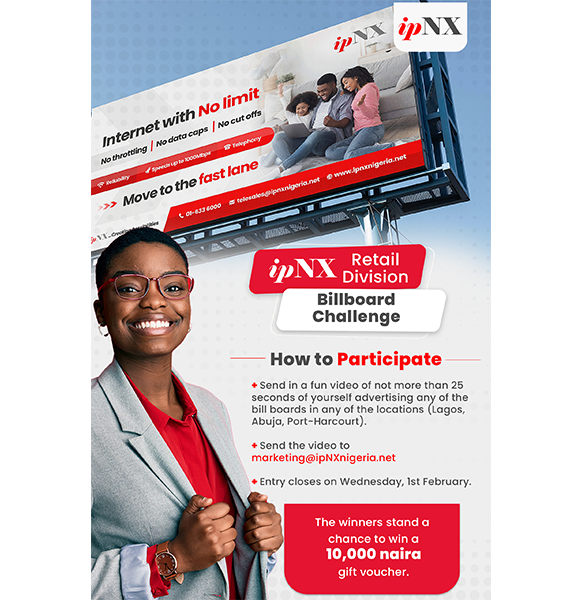 ipNX
ipNX
Internet with No limit
No throttling | No data caps | No cut offs
Reliability Speeds up to 1000Mbps Telephony
>>> Move to the fast lane
01-633 6000 telesales@ipnxnigeria.net www.ipnxnigeria.net
ipNX ...Creating possibilities
ipNX Retail
Division
Billboard
Challenge
How to Participate
+ Send in a fun video of not more than 25
seconds of yourself advertising any of the
bill boards in any of the locations (Lagos,
Abuja, Port-Harcourt).
+ Send the video to
marketing@ipNXnigeria.net
+ Entry closes on Wednesday, 1st February.
The winners stand a
chance to win a
10,000 naira
gift voucher.